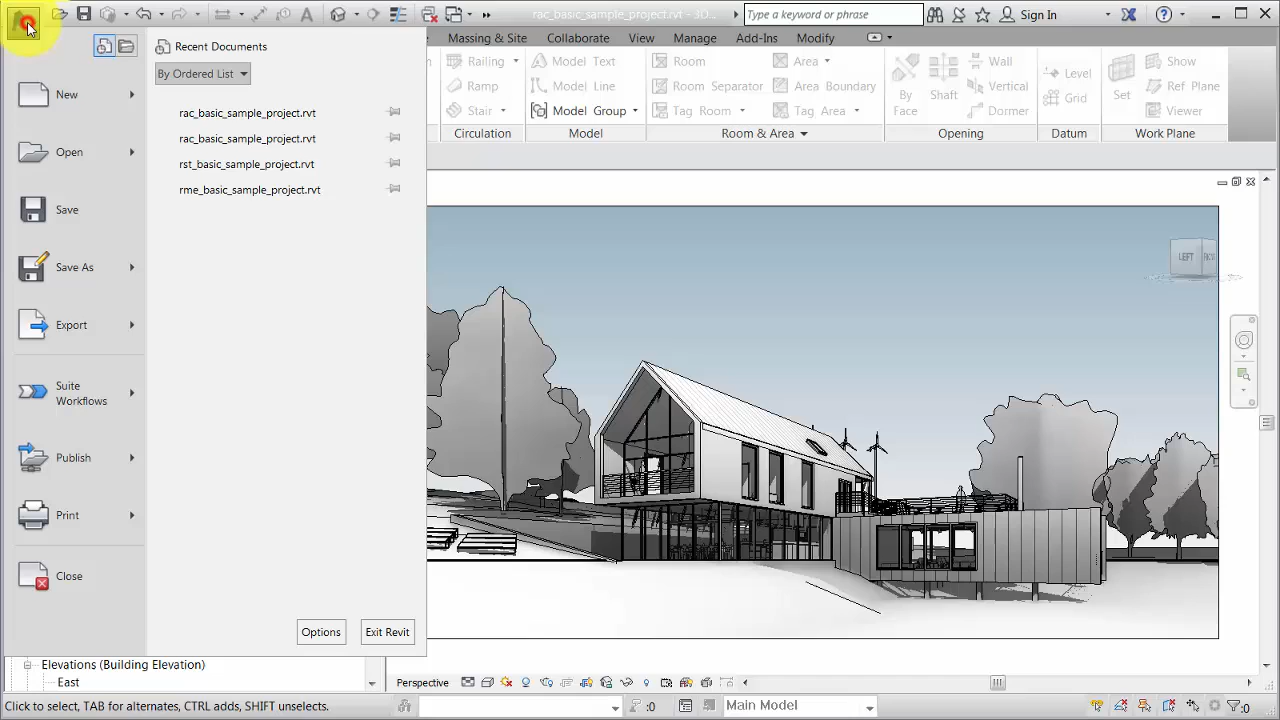 rac_basic_sample_project.rvt - 3D...
Type a keyword or phrase
Sign In
Massing & Site
Collaborate
View
Manage
Add-Ins
Modify
Railing
Ramp
Stair
Circulation
Model Text
Model Line
Model Group
Model
Room
Room Separator
Tag Room
Area
Area Boundary
Tag Area
Room & Area
By
Face
Shaft
Wall
Vertical
Dormer
Opening
Level
Grid
Datum
Set
Show
Ref Plane
Viewer
Work Plane
New
Open
Save
Save As
Export
Suite
Workflows
Publish
Print
Close
Recent Documents
By Ordered List
rac_basic_sample_project.rvt
rac_basic_sample_project.rvt
rst_basic_sample_project.rvt
rme_basic_sample_project.rvt
Options
Exit Revit
LEFT
Elevations (Building Elevation)
East
Perspective
Click to select, TAB for alternates, CTRL adds, SHIFT unselects.
:0
Main Model
:0